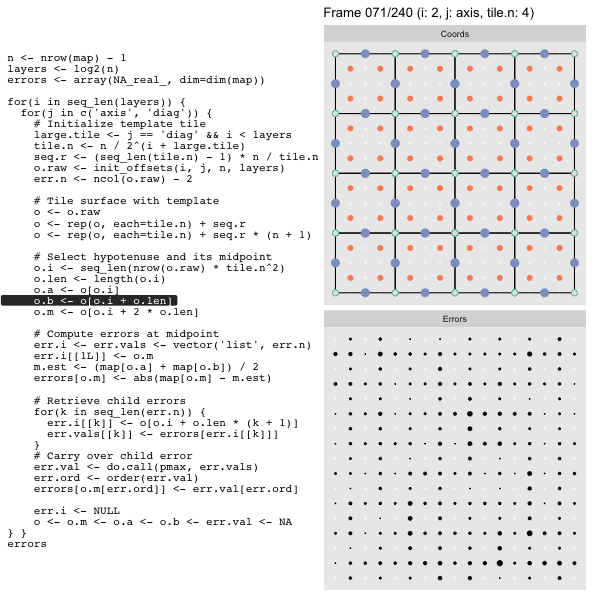 Frame 071/240 (i: 2, j: axis, tile.n: 4)
Coords
n <- nrow(map) - 1
layers <- log2(n)
errors <- array(NA_real_, dim=dim(map))
for(i in seq_len(layers)) {
  for(j in c('axis', 'diag')) {
    # Initialize template tile
    large.tile <- j == 'diag' && i < layers
    tile.n <- n / 2^(i + large.tile)
    seq.r <- (seq_len(tile.n) - 1) * n / tile.n
    o.raw <- init_offsets(i, j, n, layers)
    err.n <- ncol(o.raw) - 2
    # Tile surface with template
    o <- o.raw
    o <- rep(o, each=tile.n) + seq.r
    o <- rep(o, each=tile.n) + seq.r * (n + 1)
    # Select hypotenuse and its midpoint
    o.i <- seq_len(nrow(o.raw) * tile.n^2)
    o.len <- length(o.i)
    o.a <- o[o.i]
    o.b <- o[o.i + o.len]
    o.m <- o[o.i + 2 * o.len]
    # Compute errors at midpoint
    err.i <- err.vals <- vector('list', err.n)
    err.i[[1L]] <- o.m
    m.est <- (map[o.a] + map[o.b]) / 2
    errors[o.m] <- abs(map[o.m] - m.est)
    # Retrieve child errors
    for(k in seq_len(err.n)) {
      err.i[[k]] <- o[o.i + o.len * (k + 1)]
      err.vals[[k]] <- errors[err.i[[k]]]
    }
    # Carry over child error
    err.val <- do.call(pmax, err.vals)
    err.ord <- order(err.val)
    errors[o.m[err.ord]] <- err.val[err.ord]
    err.i <- NULL
    o <- o.m <- o.a <- o.b <- err.val <- NA
} }
errors
Errors